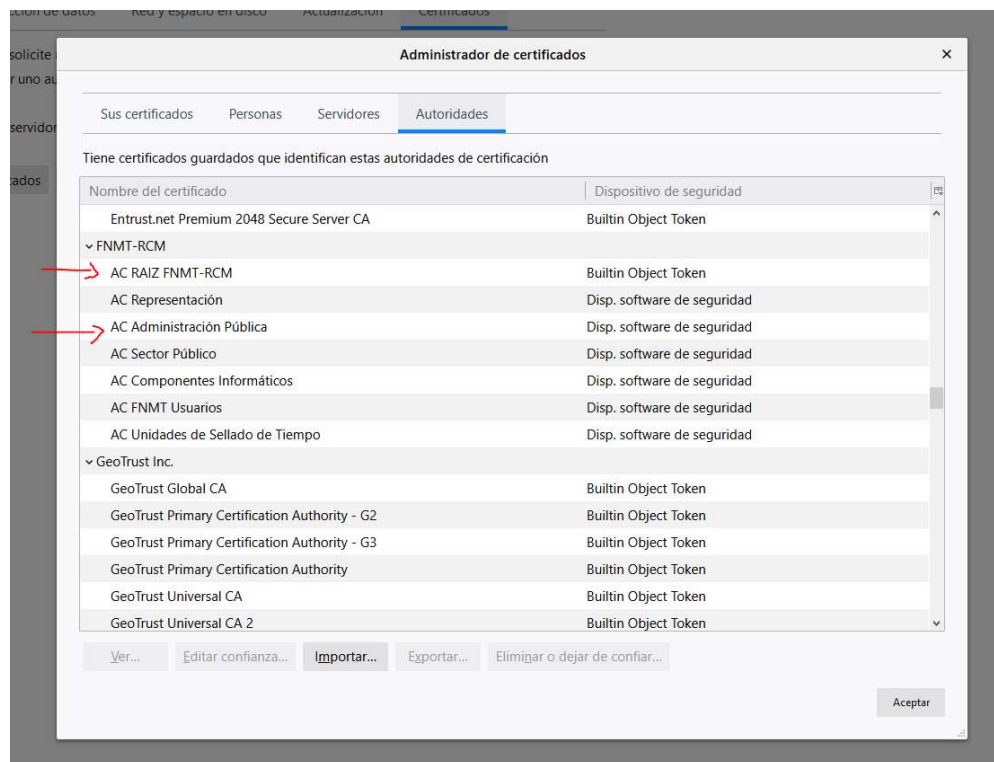 Red y espacio en disco Actualización Certificados
Administrador de certificados
solicite
r uno au
servidor
Sus certificados Personas Servidores Autoridades
Tiene certificados guardados que identifican estas autoridades de certificación
Nombre del certificado Dispositivo de seguridad
Entrust.net Premium 2048 Secure Server CA Builtin Object Token
FNMT-RCM
AC RAIZ FNMT-RCM Builtin Object Token
AC Representación Disp. software de seguridad
AC Administración Pública Disp. software de seguridad
AC Sector Público Disp. software de seguridad
AC Componentes Informáticos Disp. software de seguridad
AC FNMT Usuarios Disp. software de seguridad
AC Unidades de Sellado de Tiempo Disp. software de seguridad
GeoTrust Inc.
GeoTrust Global CA Builtin Object Token
GeoTrust Primary Certification Authority - G2 Builtin Object Token
GeoTrust Primary Certification Authority - G3 Builtin Object Token
GeoTrust Primary Certification Authority Builtin Object Token
GeoTrust Universal CA Builtin Object Token
GeoTrust Universal CA 2 Builtin Object Token
Ver... Editar confianza... Importar... Exportar... Eliminar o dejar de confiar...
Aceptar